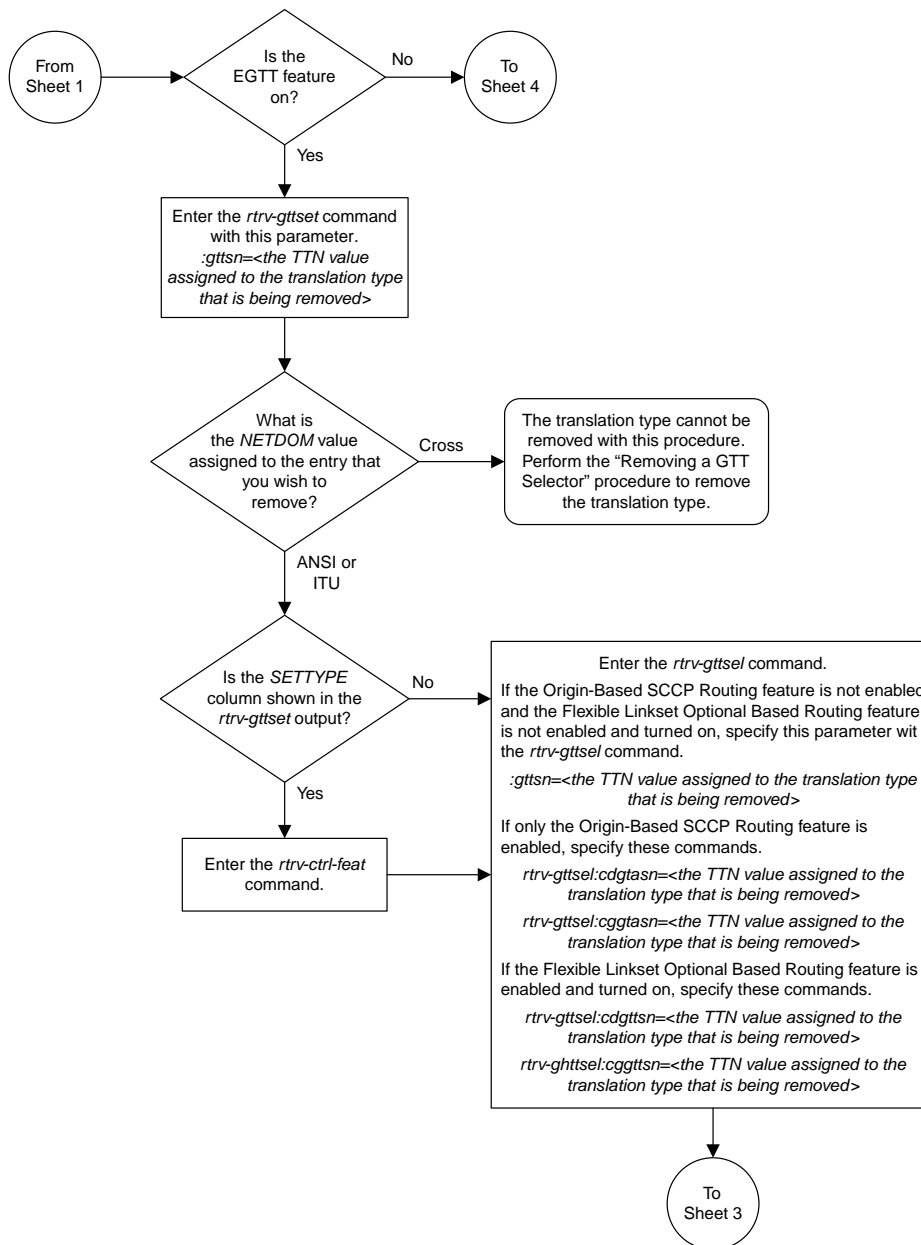 From
Sheet 1
Is the
EGTT feature
on?
No
To
Sheet 4
Yes
Enter the rtrv-gttset command
with this parameter.
:gttsn=<the TTN value
assigned to the translation type
that is being removed>
What is
the NETDOM value
assigned to the entry that
you wish to
remove?
Cross
The translation type cannot be
removed with this procedure.
Perform the “Removing a GTT
Selector” procedure to remove
the translation type.
ANSI or
ITU
Is the SETTYPE
column shown in the
rtrv-gttset output?
No
Yes
Enter the rtrv-ctrl-feat
command.
Enter the rtrv-gttsel command.
If the Origin-Based SCCP Routing feature is not enabled
and the Flexible Linkset Optional Based Routing feature
is not enabled and turned on, specify this parameter wit
the rtrv-gttsel command.
:gttsn=<the TTN value assigned to the translation type
that is being removed>
If only the Origin-Based SCCP Routing feature is
enabled, specify these commands.
rtrv-gttsel:cdgtasn=<the TTN value assigned to the
translation type that is being removed>
rtrv-gttsel:cggtasn=<the TTN value assigned to the
translation type that is being removed>
If the Flexible Linkset Optional Based Routing feature is
enabled and turned on, specify these commands.
rtrv-gttsel:cdgttsn=<the TTN value assigned to the
translation type that is being removed>
rtrv-ghttsel:cggttsn=<the TTN value assigned to the
translation type that is being removed>
To
Sheet 3